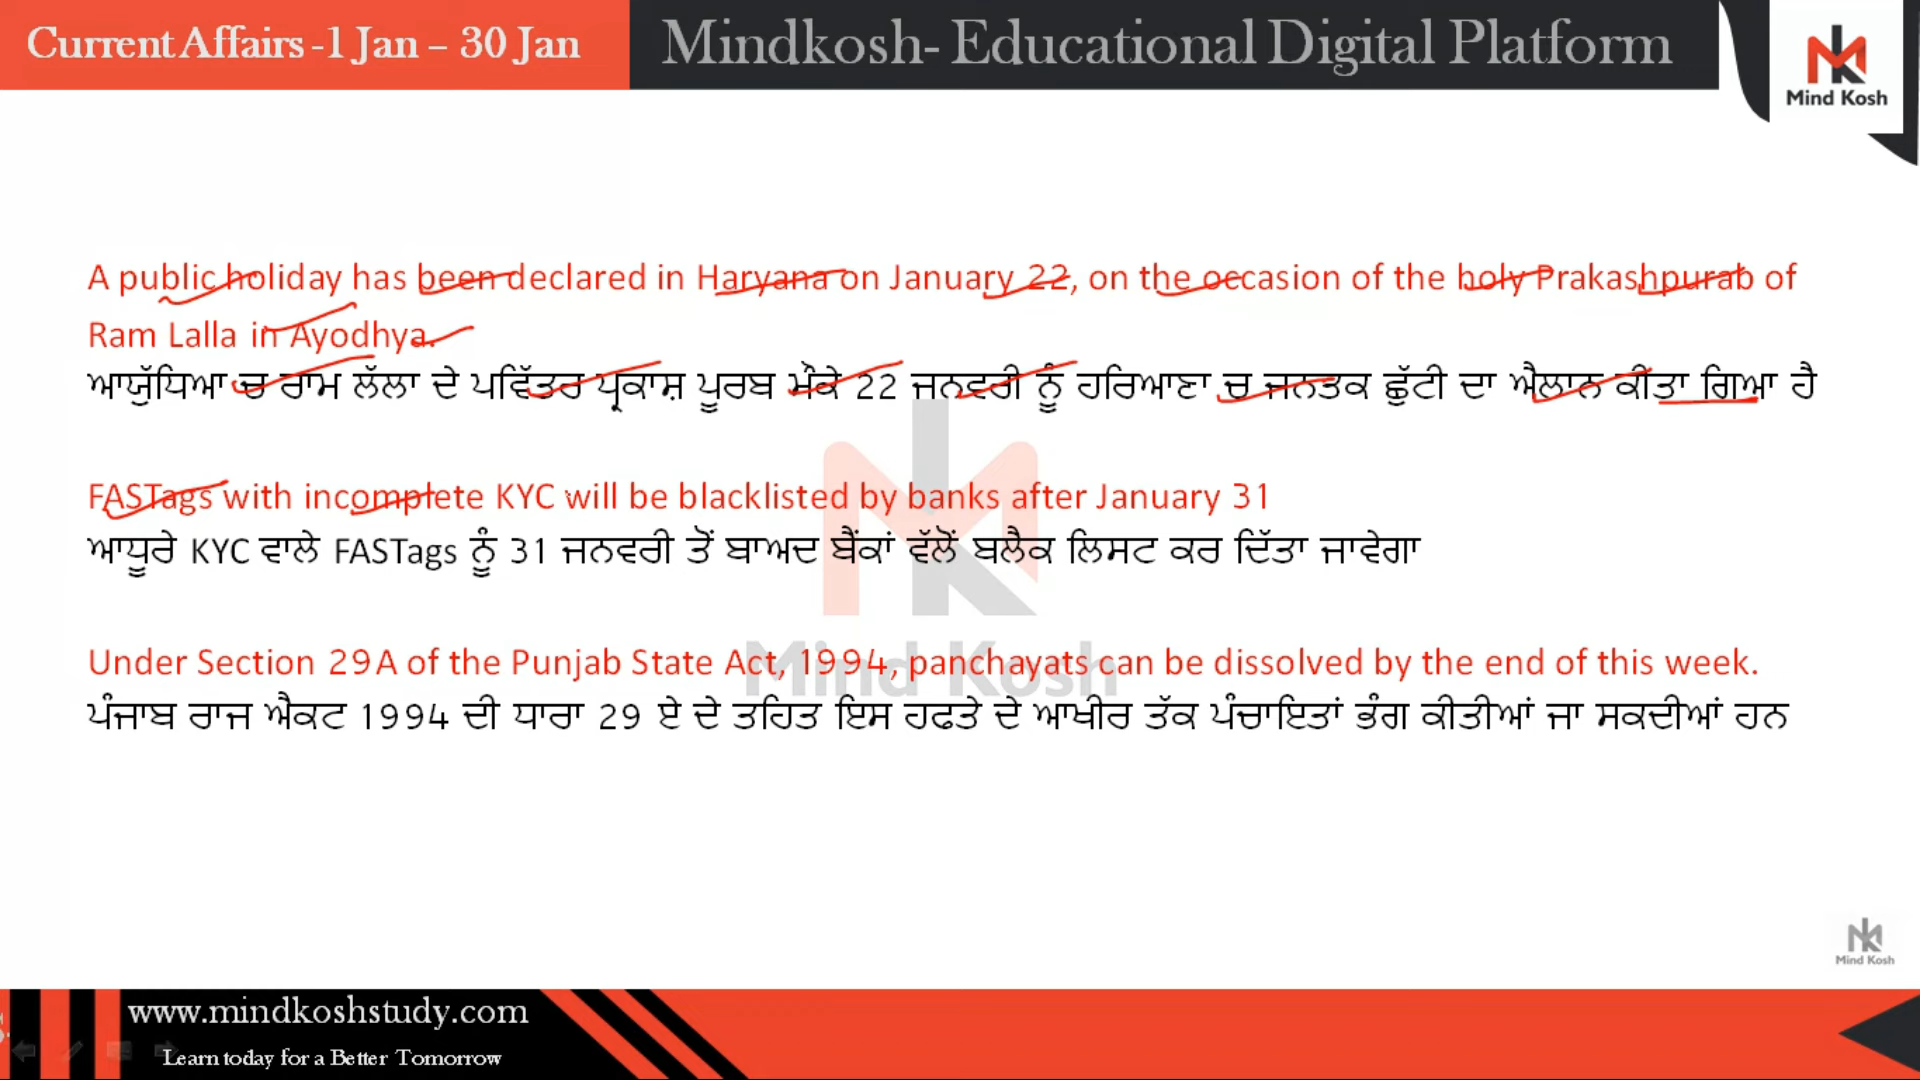 Current Affairs -1 Jan – 30 Jan
Mindkosh- Educational Digital Platform
Mind Kosh
A public holiday has been declared in Haryana on January 22, on the occasion of the holy Prakashpurab of
Ram Lalla in Ayodhya.
ਆਯੁੱਧਿਆ ਚ ਰਾਮ ਲੱਲਾ ਦੇ ਪਵਿੱਤਰ ਪ੍ਰਕਾਸ਼ ਪੂਰਬ ਮੌਕੇ 22 ਜਨਵਰੀ ਨੂੰ ਹਰਿਆਣਾ ਚ ਜਨਤਕ ਛੁੱਟੀ ਦਾ ਐਲਾਨ ਕੀਤਾ ਗਿਆ ਹੈ
FASTags with incomplete KYC will be blacklisted by banks after January 31
ਆਧੂਰੇ KYC ਵਾਲੇ FASTags ਨੂੰ 31 ਜਨਵਰੀ ਤੋਂ ਬਾਅਦ ਬੈਂਕਾਂ ਵੱਲੋਂ ਬਲੈਕ ਲਿਸਟ ਕਰ ਦਿੱਤਾ ਜਾਵੇਗਾ
Under Section 29A of the Punjab State Act, 1994, panchayats can be dissolved by the end of this week.
Mind Kosh
ਪੰਜਾਬ ਰਾਜ ਐਕਟ 1994 ਦੀ ਧਾਰਾ 29 ਏ ਦੇ ਤਹਿਤ ਇਸ ਹਫਤੇ ਦੇ ਆਖੀਰ ਤੱਕ ਪੰਚਾਇਤਾਂ ਭੰਗ ਕੀਤੀਆਂ ਜਾ ਸਕਦੀਆਂ ਹਨ
Mind Kosh
www.mindkoshstudy.com
Learn today for a Better Tomorrow